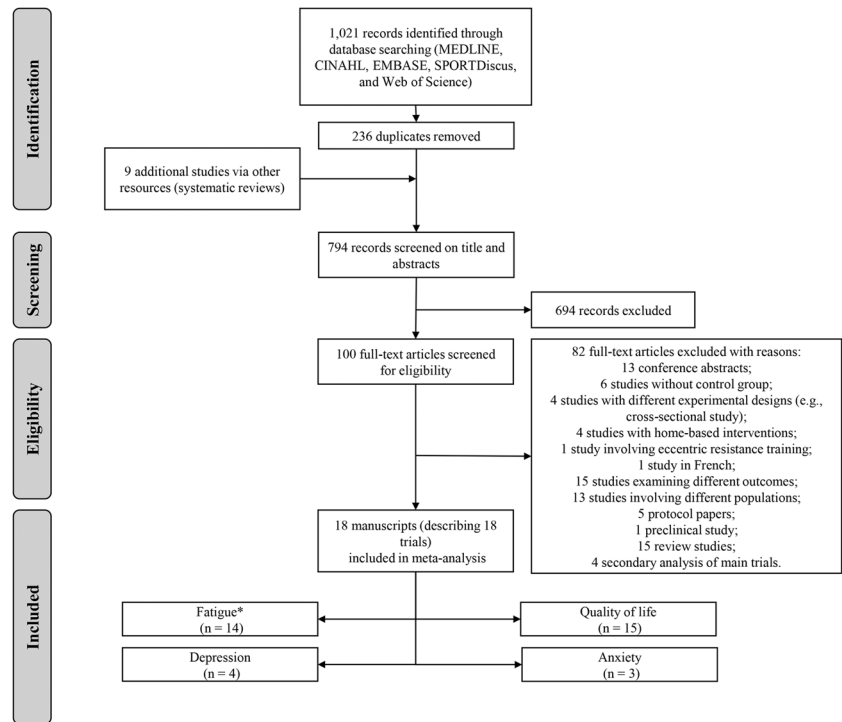 Identification
1,021 records identified through
database searching (MEDLINE,
CINAHL, EMBASE, SPORTDiscus,
and Web of Science)
236 duplicates removed
9 additional studies via other
resources (systematic reviews)
Screening
794 records screened on title and
abstracts
694 records excluded
Eligibility
100 full-text articles screened
for eligibility
82 full-text articles excluded with reasons:
13 conference abstracts;
6 studies without control group;
4 studies with different experimental designs (e.g.,
cross-sectional study);
4 studies with home-based interventions;
1 study involving eccentric resistance training;
1 study in French;
15 studies examining different outcomes;
13 studies involving different populations;
5 protocol papers;
1 preclinical study;
15 review studies;
4 secondary analysis of main trials.
Included
18 manuscripts (describing 18
trials)
included in meta-analysis
Fatigue*
(n = 14)
Quality of life
(n = 15)
Depression
(n = 4)
Anxiety
(n = 3)